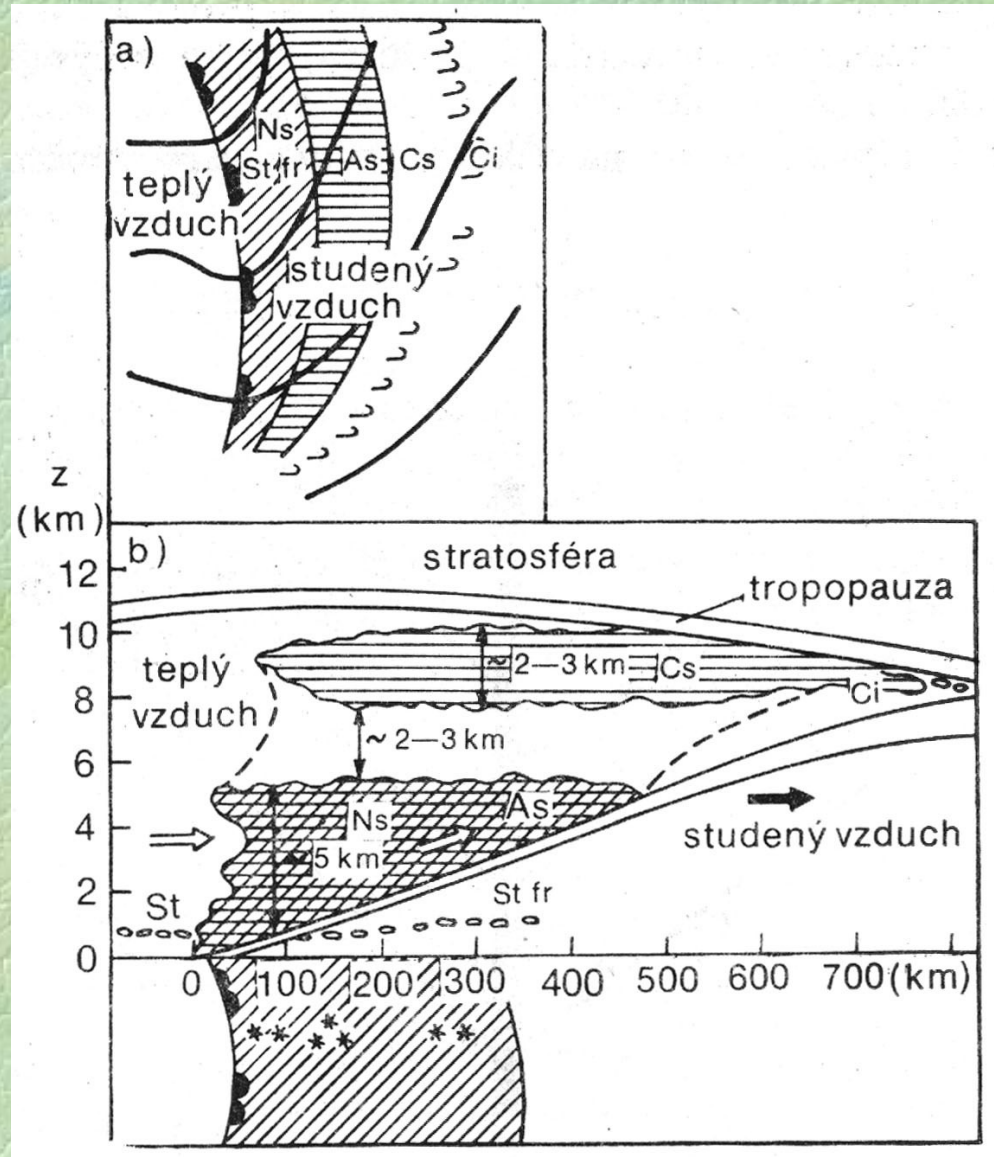 a)
Ns
St fr
As
Cs
Ci
teplý
vzduch
studený
vzduch
z
(km)
b)
stratosféra
12
tropopauza
10
teplý
vzduch
~ 2—3 km
Cs
Ci
8
~ 2—3 km
6
Ns
As
4
studený vzduch
~5 km
2
St
St fr
0
0 100 200 300 400 500 600 700 (km)